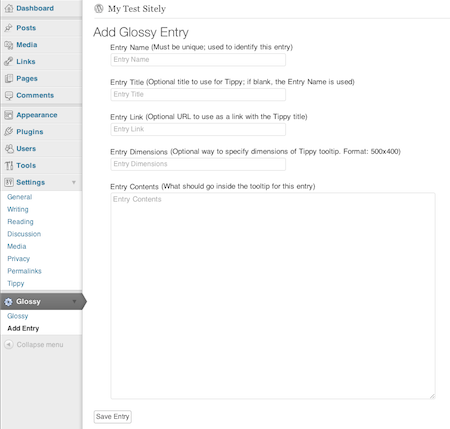 Dashboard
Posts
Media
Links
Pages
Comments
Appearance
Plugins
Users
Tools
Settings
General
Writing
Reading
Discussion
Media
Privacy
Permalinks
Tippy
Glossy
Glossy
Add Entry
Collapse menu
My Test Sitely
Add Glossy Entry
Entry Name (Must be unique; used to identify this entry)
Entry Name
Entry Title (Optional title to use for Tippy; if blank, the Entry Name is used)
Entry Title
Entry Link (Optional URL to use as a link with the Tippy title)
Entry Link
Entry Dimensions (Optional way to specify dimensions of Tippy tooltip. Format: 500x400)
Entry Dimensions
Entry Contents (What should go inside the tooltip for this entry)
Entry Contents
Save Entry